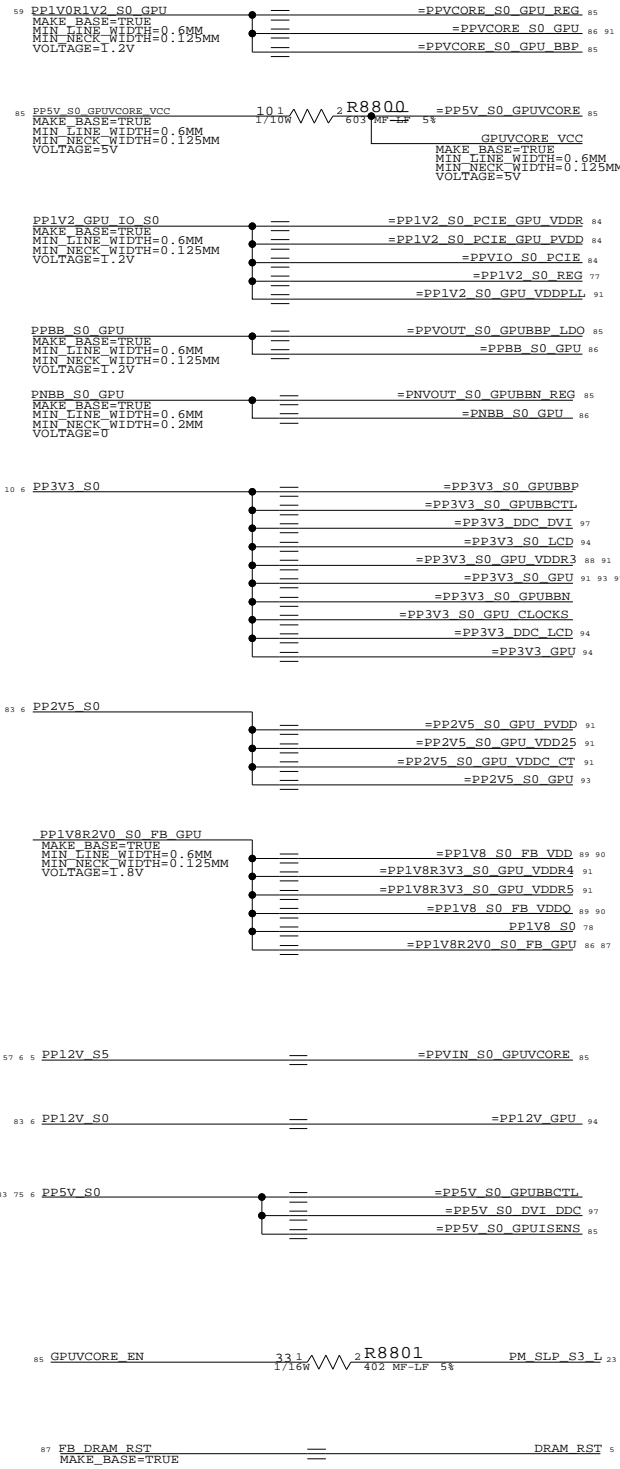 59 PP1V0R1V2_S0_GPU =PPVCORE_S0_GPU_REG 85
MAKE_BASE=TRUE =PPVCORE_S0_GPU 86 91
MIN_LINE_WIDTH=0.6MM
MIN_NECK_WIDTH=0.125MM =PPVCORE_S0_GPU_BBP 85
VOLTAGE=1.2V
85 PP5V_S0_GPUVCORE_VCC 10 1 2 R8800 =PP5V_S0_GPUVCORE 85
MAKE_BASE=TRUE 1/10W 603 MF-LF 5%
MIN_LINE_WIDTH=0.6MM
MIN_NECK_WIDTH=0.125MM
VOLTAGE=5V
GPUVCORE_VCC
MAKE_BASE=TRUE
MIN_LINE_WIDTH=0.6MM
MIN_NECK_WIDTH=0.125MM
VOLTAGE=5V
PP1V2_GPU_IO_S0 =PP1V2_S0_PCIE_GPU_VDDR 84
MAKE_BASE=TRUE
MIN_LINE_WIDTH=0.6MM =PP1V2_S0_PCIE_GPU_PVDD 84
MIN_NECK_WIDTH=0.125MM
VOLTAGE=1.2V =PPVIO_S0_PCIE 84
=PP1V2_S0_REG 77
=PP1V2_S0_GPU_VDDPLL 91
PPBB_S0_GPU =PPVOUT_S0_GPUBBP_LDO 85
MAKE_BASE=TRUE
MIN_LINE_WIDTH=0.6MM =PPBB_S0_GPU 86
MIN_NECK_WIDTH=0.125MM
VOLTAGE=1.2V
PNBB_S0_GPU =PNVOUT_S0_GPUBBN_REG 85
MAKE_BASE=TRUE
MIN_LINE_WIDTH=0.6MM =PNBB_S0_GPU 86
MIN_NECK_WIDTH=0.2MM
VOLTAGE=0
10 6 PP3V3_S0 =PP3V3_S0_GPUBBP
=PP3V3_S0_GPUBBCTL
=PP3V3_DDC_DVI 97
=PP3V3_S0_LCD 94
=PP3V3_S0_GPU_VDDR3 88 91
=PP3V3_S0_GPU 91 93
=PP3V3_S0_GPUBBN
=PP3V3_S0_GPU_CLOCKS
=PP3V3_DDC_LCD 94
=PP3V3_GPU 94
83 6 PP2V5_S0
=PP2V5_S0_GPU_PVDD 91
=PP2V5_S0_GPU_VDD25 91
=PP2V5_S0_GPU_VDDC_CT 91
=PP2V5_S0_GPU 93
PP1V8R2V0_S0_FB_GPU
MAKE_BASE=TRUE
MIN_LINE_WIDTH=0.6MM =PP1V8_S0_FB_VDD 89 90
MIN_NECK_WIDTH=0.125MM
VOLTAGE=1.8V =PP1V8R3V3_S0_GPU_VDDR4 91
=PP1V8R3V3_S0_GPU_VDDR5 91
=PP1V8_S0_FB_VDDQ 89 90
PP1V8_S0 78
=PP1V8R2V0_S0_FB_GPU 86 87
57 6 5 PP12V_S5 =PPVIN_S0_GPUVCORE 85
83 6 PP12V_S0 =PP12V_GPU 94
75 6 PP5V_S0 =PP5V_S0_GPUBBCTL
=PP5V_S0_DVI_DDC 97
=PP5V_S0_GPUISENS 85
85 GPUVCORE_EN 33 1 2 R8801 PM_SLP_S3_L 23
1/16W 402 MF-LF 5%
87 FB_DRAM_RST DRAM_RST 5
MAKE_BASE=TRUE